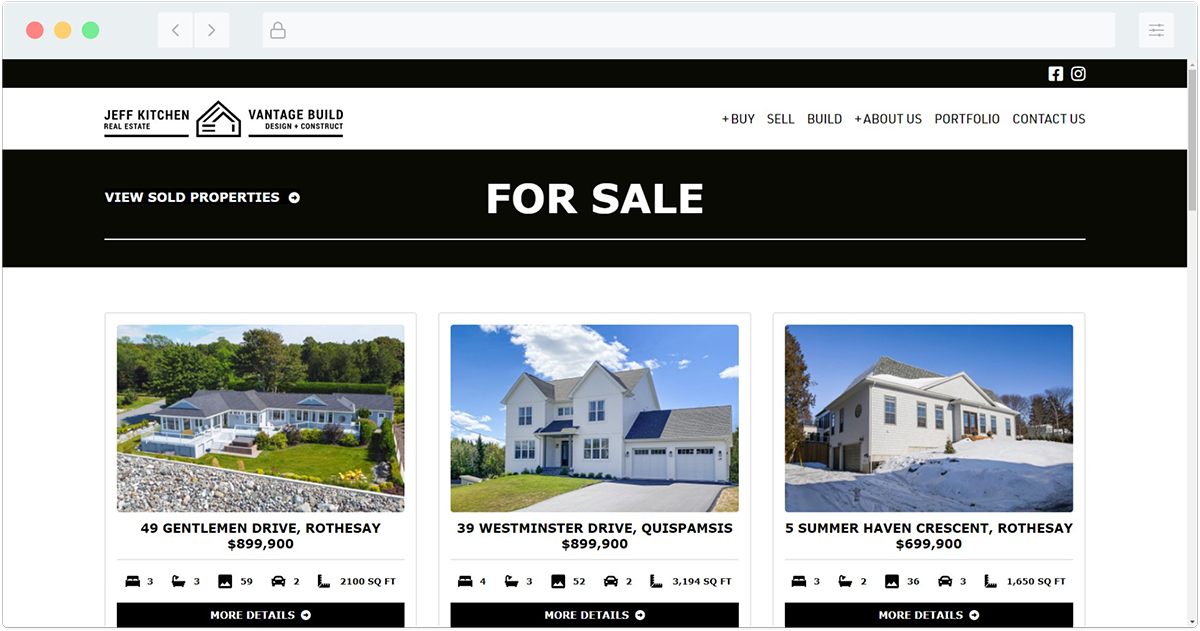 JEFF KITCHEN
REAL ESTATE
VANTAGE BUILD
DESIGN + CONSTRUCT
+BUY SELL BUILD +ABOUT US PORTFOLIO CONTACT US
VIEW SOLD PROPERTIES
FOR SALE
49 GENTLEMEN DRIVE, ROTHESAY
$899,900
3 3 59 2 2100 SQ FT
MORE DETAILS
39 WESTMINSTER DRIVE, QUISPAMSIS
$899,900
4 3 52 2 3,194 SQ FT
MORE DETAILS
5 SUMMER HAVEN CRESCENT, ROTHESAY
$699,900
3 2 36 3 1,650 SQ FT
MORE DETAILS